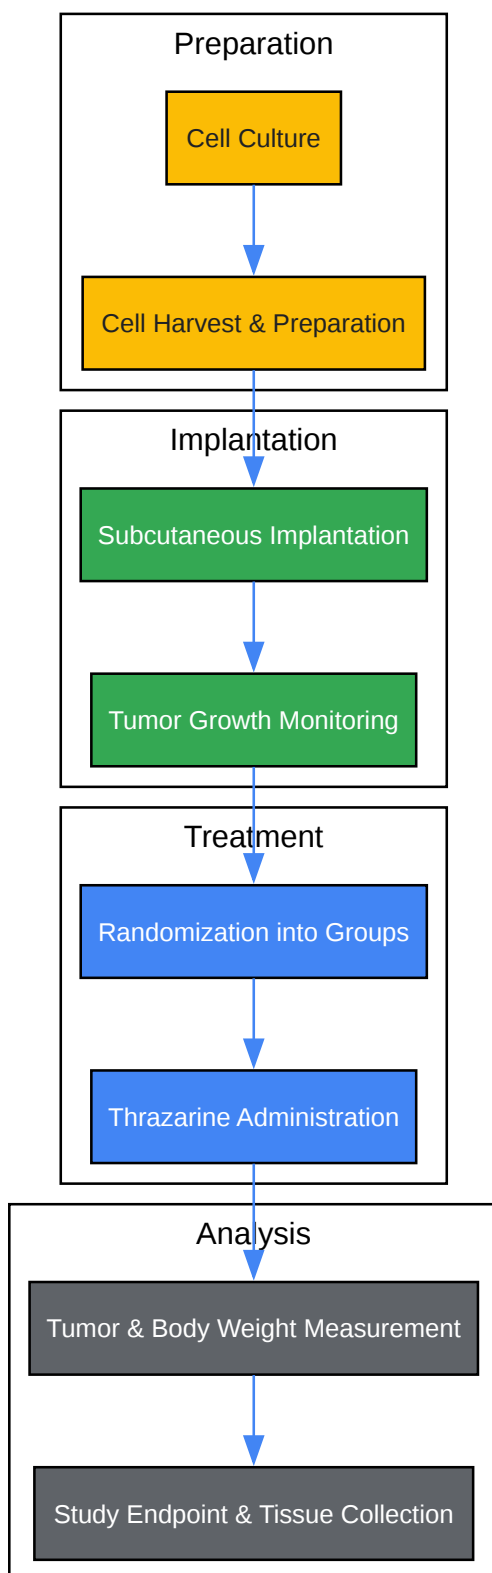 Preparation
Cell Culture
Cell Harvest & Preparation
Implantation
Subcutaneous Implantation
Tumor Growth Monitoring
Treatment
Randomization into Groups
Thrazarine Administration
Analysis
Tumor & Body Weight Measurement
Study Endpoint & Tissue Collection